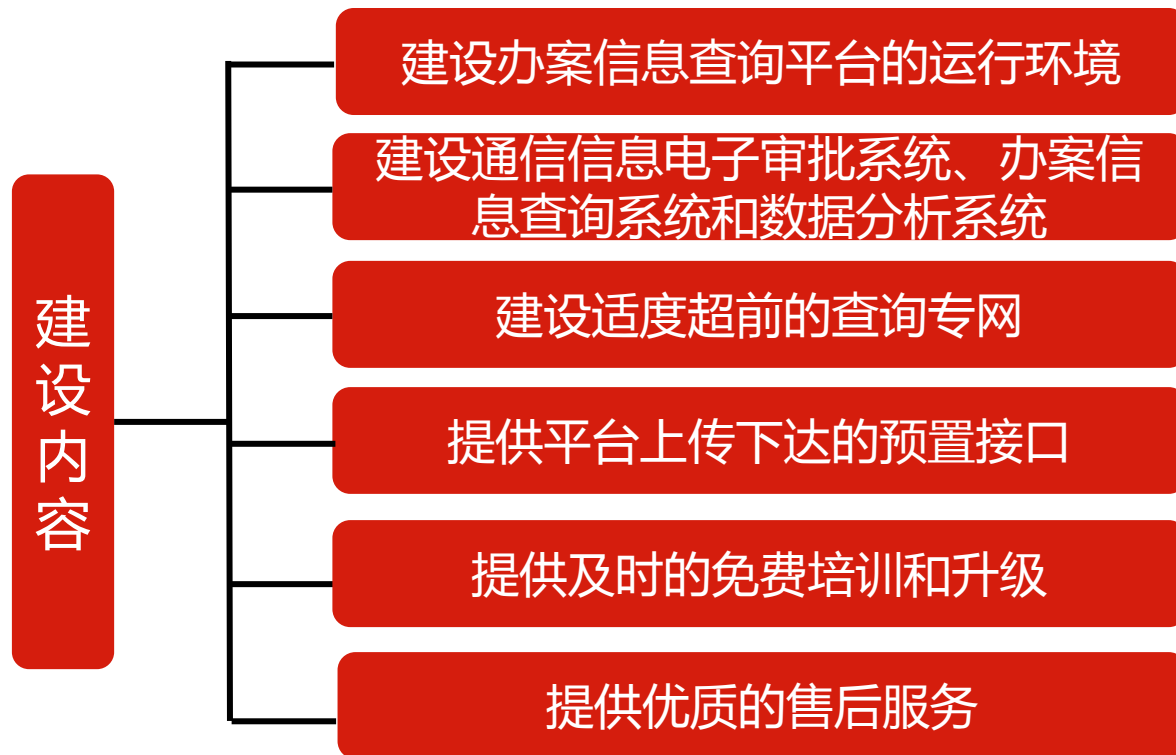 建设内容
建设办案信息查询平台的运行环境
建设通信信息电子审批系统、办案信
息查询系统和数据分析系统
建设适度超前的查询专网
提供平台上传下达的预置接口
提供及时的免费培训和升级
提供优质的售后服务